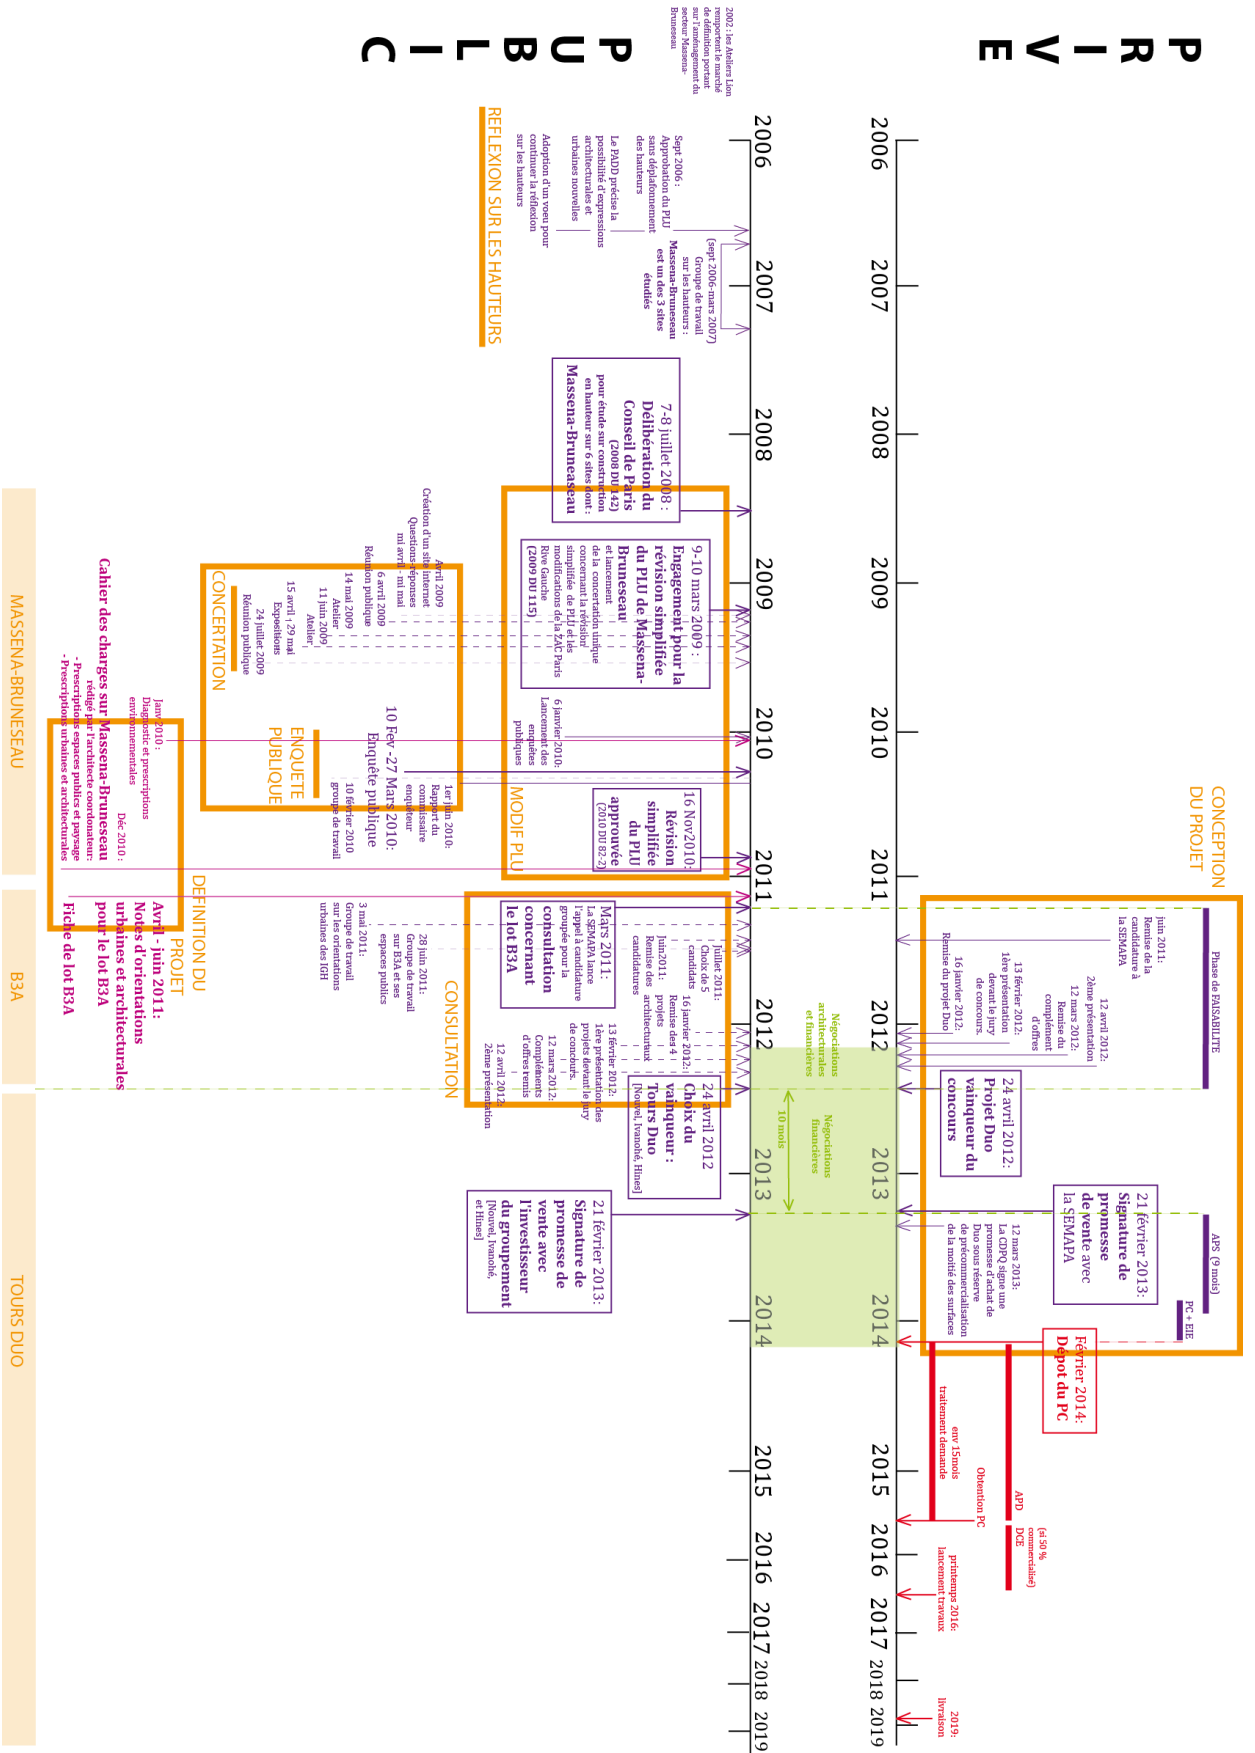 PRIVE
CONCEPTION
DU PROJET
Phase de FAISABILITE
APS (9 mois)
PC + EIE
juin 2011:
Remise de la
candidature à
la SEMAPA
12 avril 2012:
2ème présentation
12 mars 2012:
Remise du
complément
d'offres
13 février 2012:
1ère présentation
devant le jury
de concours.
16 janvier 2012:
Remise du projet Duo
24 avril 2012:
Projet Duo
vainqueur du
concours
21 février 2013:
Signature de
promesse
de vente avec
la SEMAPA
12 mars 2013:
La CDPQ signe une
promesse d'achat de
Duo sous réserve
de précommercialisation
de la moitié des surfaces
Février 2014:
Dépot du PC
APD
(si 50 %
commercialisé)
DCE
env 15mois
traitement demande
Obtention PC
printemps 2016:
lancement travaux
2019:
livraison
2006
2007
2008
2009
2010
2011
2012
2013
2014
2015
2016
2017
2018
2019
Négociations
architecturales
et financières
Négociations
financières
10 mois
2006
2007
2008
2009
2010
2011
2012
2013
2014
2015
2016
2017
2018
2019
PUBLIC
2002 : les Ateliers Lion
remportent le marché
de définition portant
sur l'aménagement du
secteur Massena-
Bruneseau
Sept 2006 :
Approbation du PLU
sans déplafonnement
des hauteurs
Le PADD précise la
possibilité d'expressions
architecturales et
urbaines nouvelles
Adoption d'un voeu pour
continuer la réflexion
sur les hauteurs
REFLEXION SUR LES HAUTEURS
(sept 2006-mars 2007)
Groupe de travail
sur les hauteurs :
Massena-Bruneseau
est un des 3 sites
étudiés
7-8 juillet 2008 :
Délibération du
Conseil de Paris
(2008 DU 142)
pour étude sur construction
en hauteur sur 6 sites dont :
Massena-Bruneaseau
9-10 mars 2009 :
Engagement pour la
révision simplifiée
du PLU de Massena-
Bruneseau
et lancement
de la concertation unique
concernant la révision
simplifiée de PLU et les
modifications de la ZAC Paris
Rive Gauche
(2009 DU 115)
6 janvier 2010:
Lancement des
enquêtes
publiques
16 Nov2010:
Révision
simplifiée
du PLU
approuvée
(2010 DU 82-2)
MODIF PLU
Avril 2009
Création d'un site internet
Questions-réponses
mi avril - mi mai
6 avril 2009
Réunion publique
14 mai 2009
Atelier
11 juin 2009
Atelier
15 avril - 29 mai
Expositions
24 juillet 2009
Réunion publique
CONCERTATION
1er juin 2010:
Rapport du
commissaire
enquêteur
10 Fev -27 Mars 2010:
Enquête publique
10 février 2010
groupe de travail
ENQUETE
PUBLIQUE
Janv 2010 :
Diagnostic et prescriptions
environnementales
Déc 2010 :
Cahier des charges sur Massena-Bruneseau
rédigé par l'architecte coordonateur:
- Prescriptions espaces publics et paysage
- Prescriptions urbaines et architecturales
DEFINITION DU
PROJET
Avril - juin 2011:
Notes d'orientations
urbaines et architecturales
pour le lot B3A
Fiche de lot B3A
Mars 2011:
La SEMAPA lance
l'appel à candidature
groupée pour la
consultation
concernant
le lot B3A
Juillet 2011:
Choix de 5
candidats
Juin2011:
Remise des
candidatures
16 janvier 2012:
Remise des 4
projets
architecturaux
13 février 2012:
1ère présentation des
projets devant le jury
de concours.
12 mars 2012:
Compléments
d'offres remis
12 avril 2012:
2ème présentation
28 juin 2011:
Groupe de travail
sur B3A et ses
espaces publics
3 mai 2011:
Groupe de travail
sur les orientations
urbaines des IGH
CONSULTATION
24 avril 2012
Choix du
vainqueur :
Tours Duo
[Nouvel, Ivanohé, Hines]
21 février 2013:
Signature de
promesse de
vente avec
l'investisseur
du groupement
[Nouvel, Ivanohé,
et Hines]
MASSENA-BRUNESEAU
B3A
TOURS DUO